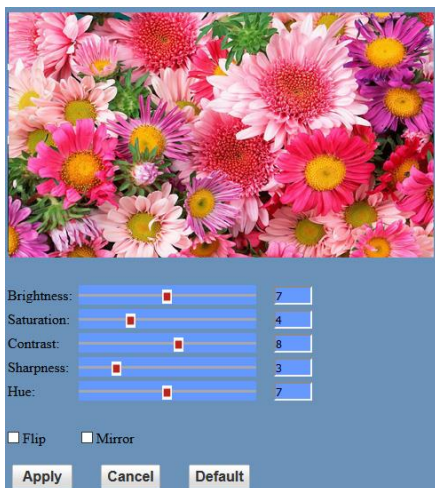 Brightness: 7
Saturation: 4
Contrast: 8
Sharpness: 3
Hue: 7
Flip Mirror
Apply Cancel Default